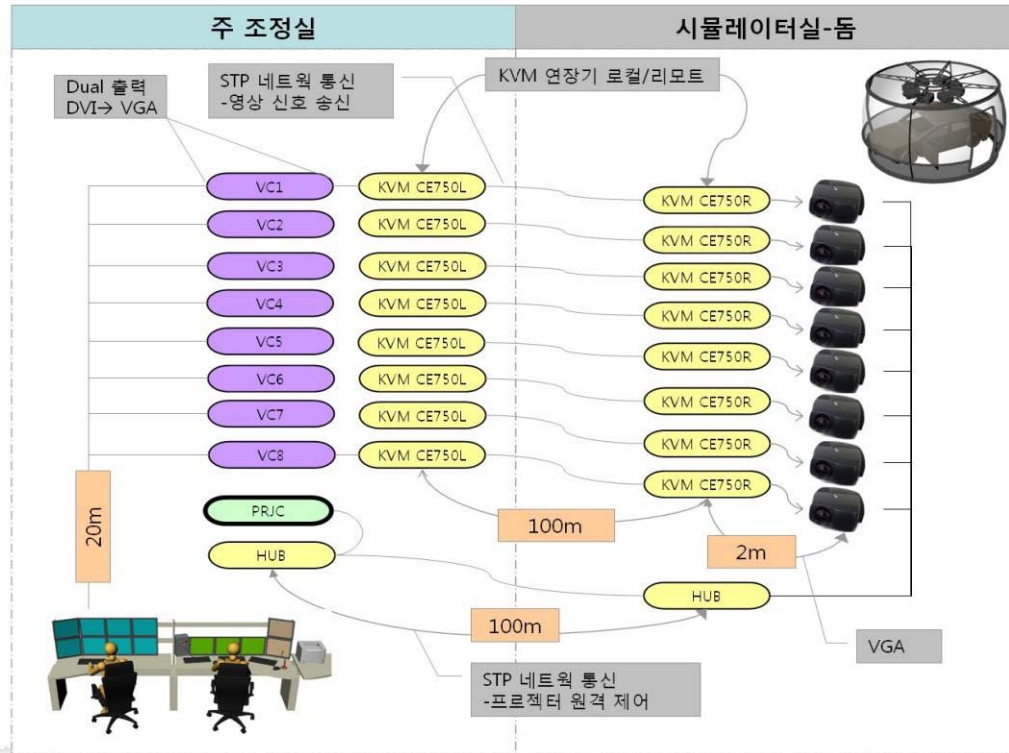 주 조정실
시뮬레이터실-돔
Dual 출력
DVI→ VGA
STP 네트웍 통신
-영상 신호 송신
KVM 연장기 로컬/리모트
VC1
KVM CE750L
KVM CE750R
VC2
KVM CE750L
KVM CE750R
VC3
KVM CE750L
KVM CE750R
VC4
KVM CE750L
KVM CE750R
VC5
KVM CE750L
KVM CE750R
VC6
KVM CE750L
KVM CE750R
VC7
KVM CE750L
KVM CE750R
VC8
KVM CE750L
KVM CE750R
20m
PRJC
100m
2m
HUB
HUB
100m
VGA
STP 네트웍 통신
-프로젝터 원격 제어